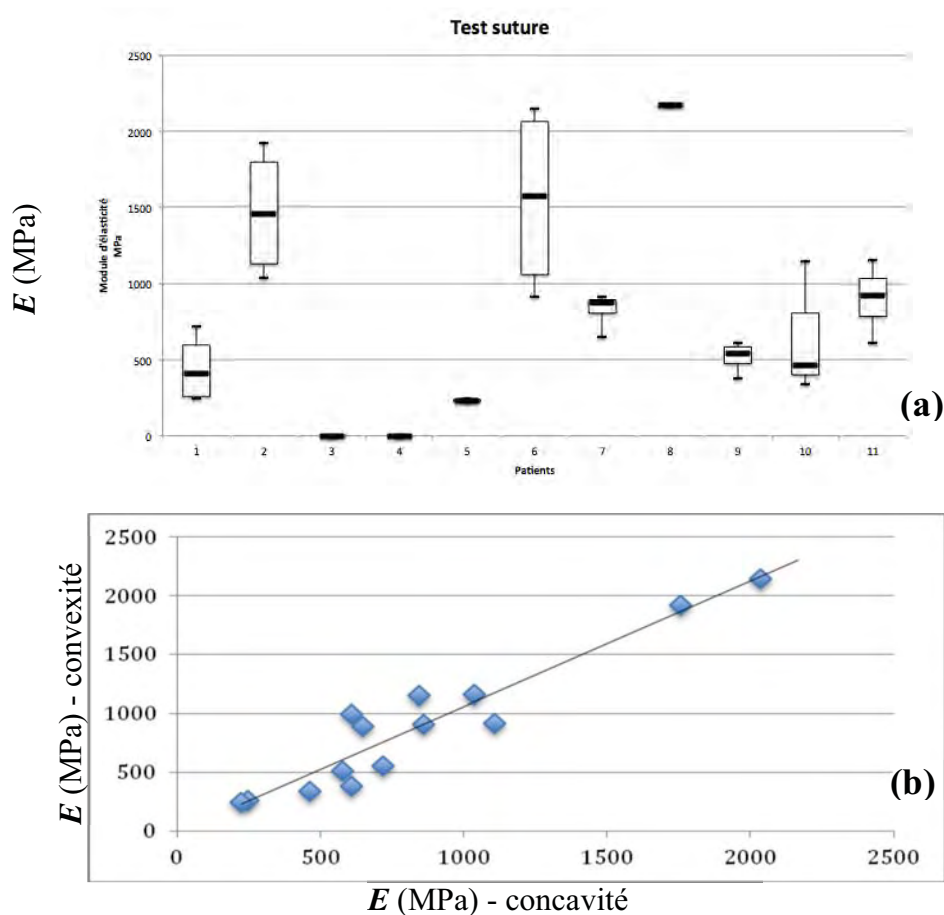 Test suture
2500
2000
1500
1000
500
0
E (MPa)
Module d'élasticité
MPa
1 2 3 4 5 6 7 8 9 10 11
Patients
(a)
2500
2000
1500
1000
500
0
E (MPa) - convexité
(b)
0 500 1000 1500 2000 2500
E (MPa) - concavité